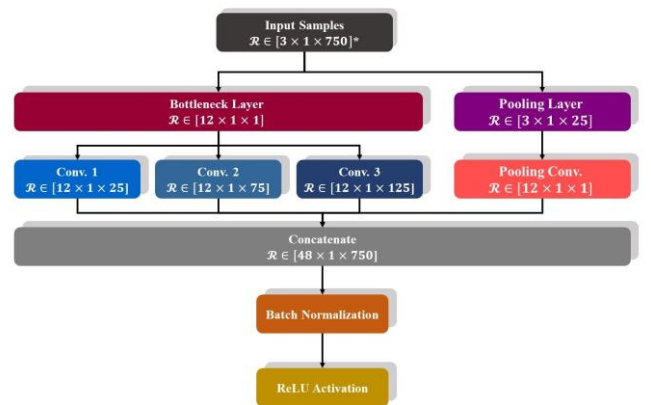 Input Samples
ℛ ∈ [3 × 1 × 750]*
Bottleneck Layer
ℛ ∈ [12 × 1 × 1]
Pooling Layer
ℛ ∈ [3 × 1 × 25]
Conv. 1
ℛ ∈ [12 × 1 × 25]
Conv. 2
ℛ ∈ [12 × 1 × 75]
Conv. 3
ℛ ∈ [12 × 1 × 125]
Pooling Conv.
ℛ ∈ [12 × 1 × 1]
Concatenate
ℛ ∈ [48 × 1 × 750]
Batch Normalization
ReLU Activation